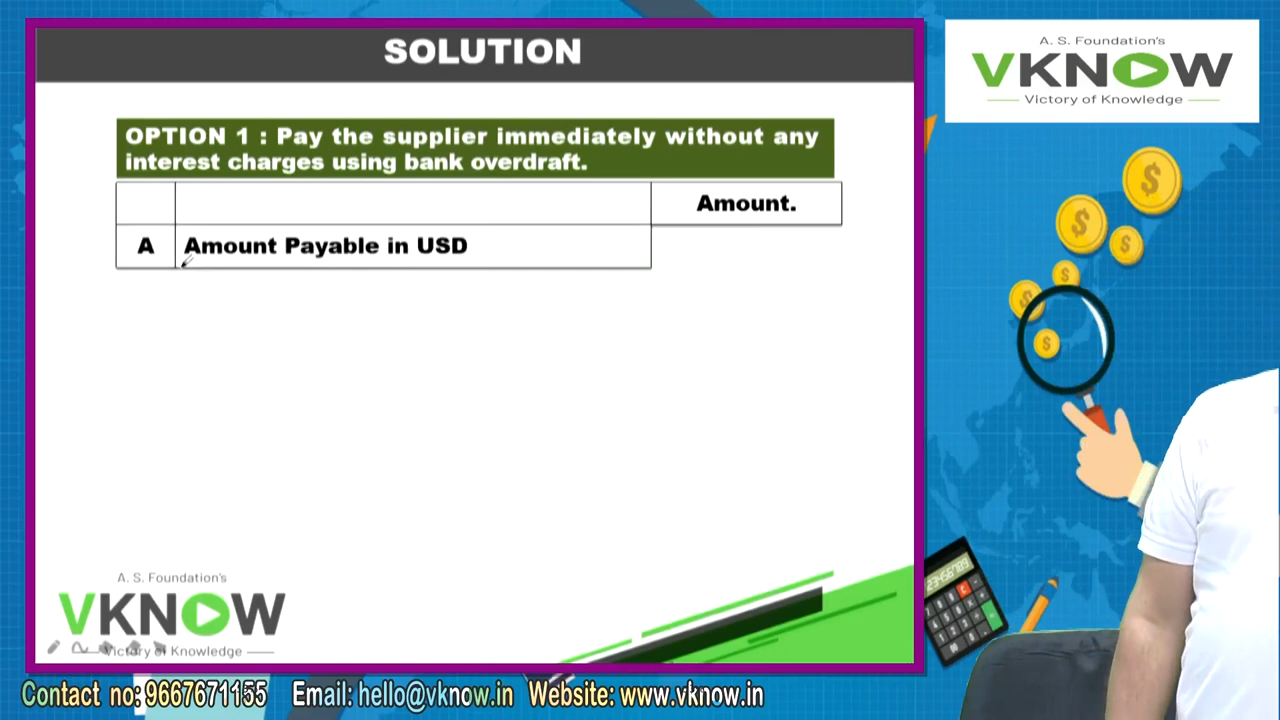 SOLUTION
A. S. Foundation's
VKNOW
Victory of Knowledge
OPTION 1 : Pay the supplier immediately without any
interest charges using bank overdraft.
Amount.
A Amount Payable in USD
A. S. Foundation's
VKNOW
Victory of Knowledge
Contact no: 9667671155 Email: hello@vknow.in Website: www.vknow.in